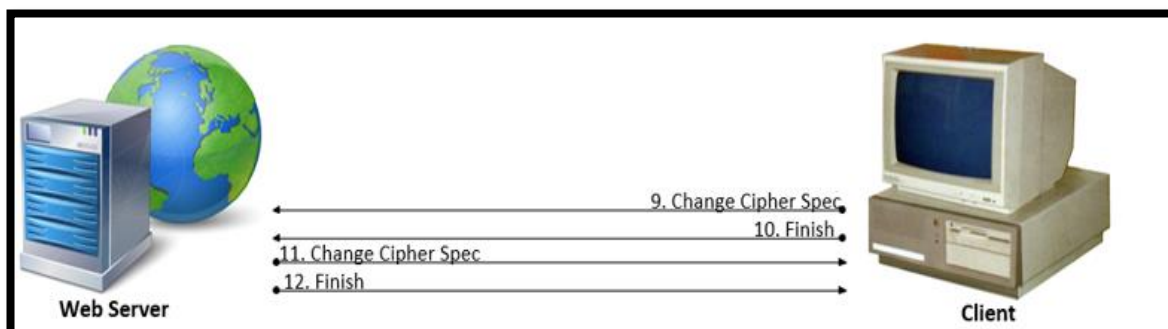 9. Change Cipher Spec
10. Finish
11. Change Cipher Spec
12. Finish
Web Server
Client